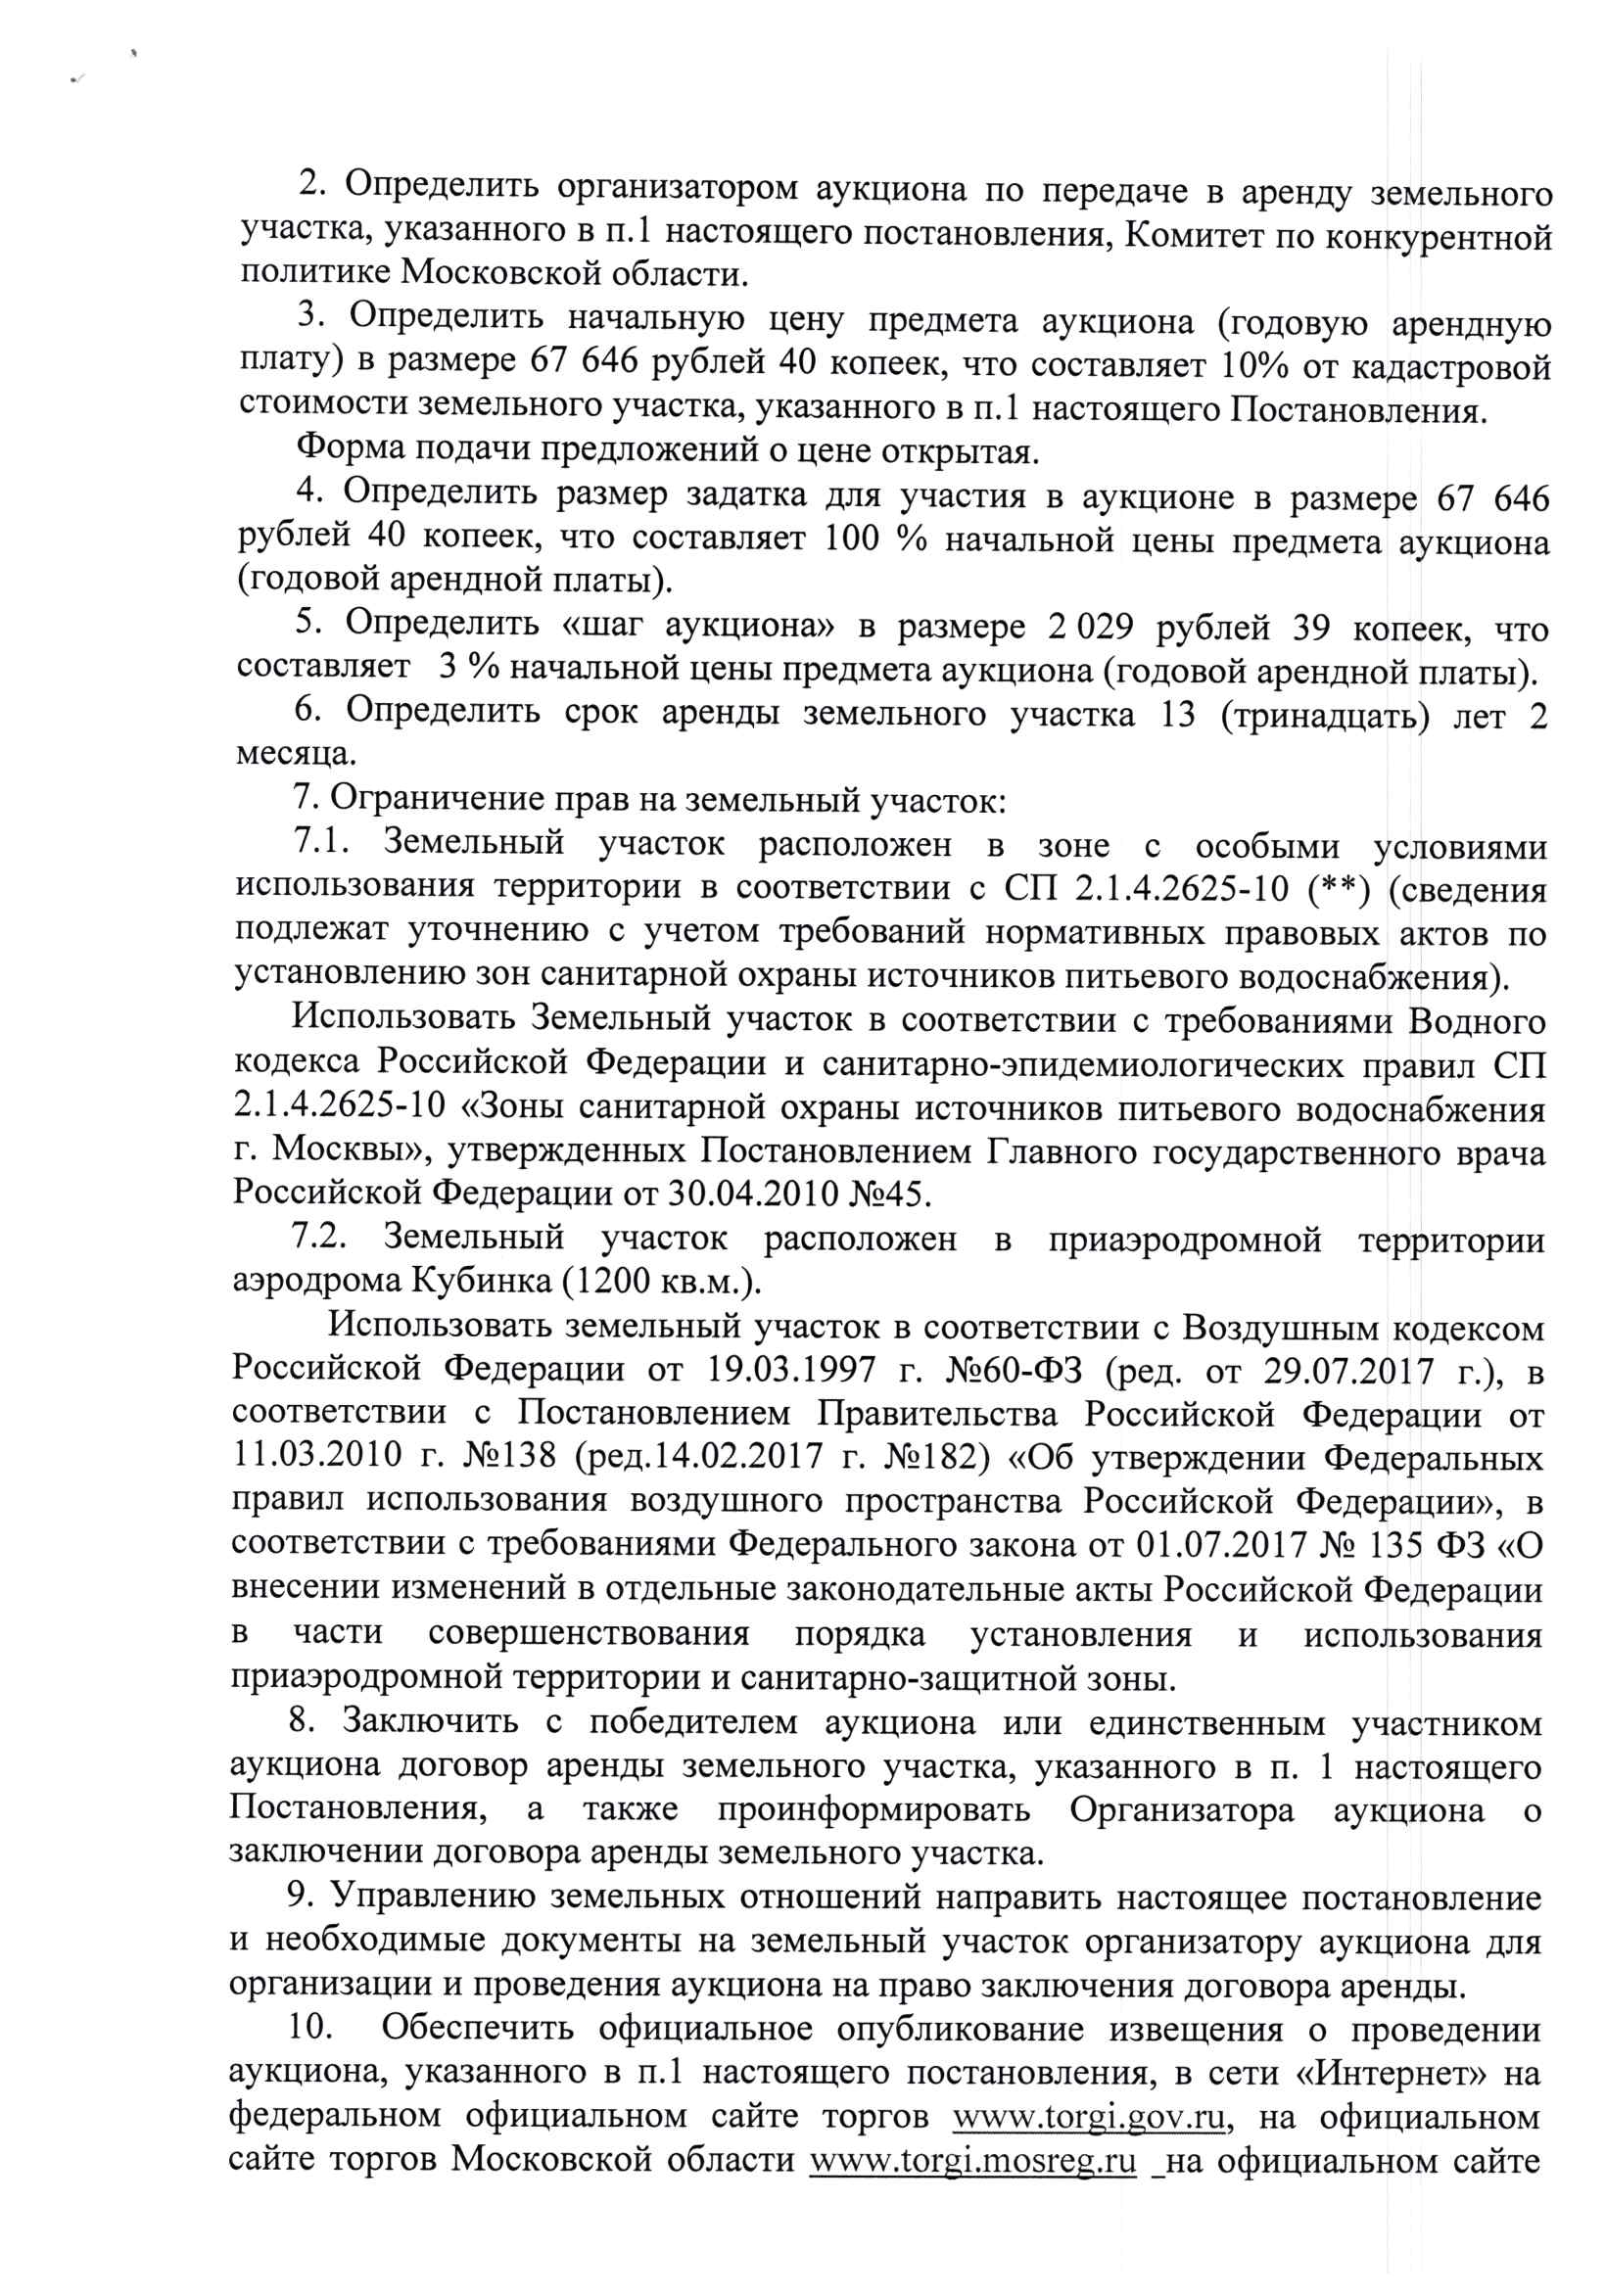 2. Определить организатором аукциона по передаче в аренду земельного
участка, указанного в п.1 настоящего постановления, Комитет по конкурентной
политике Московской области.
3. Определить начальную цену предмета аукциона (годовую арендную
плату) в размере 67 646 рублей 40 копеек, что составляет 10% от кадастровой
стоимости земельного участка, указанного в п.1 настоящего Постановления.
Форма подачи предложений о цене открытая.
4. Определить размер задатка для участия в аукционе в размере 67 646
рублей 40 копеек, что составляет 100 % начальной цены предмета аукциона
(годовой арендной платы).
5. Определить «шаг аукциона» в размере 2 029 рублей 39 копеек, что
составляет 3 % начальной цены предмета аукциона (годовой арендной платы).
6. Определить срок аренды земельного участка 13 (тринадцать) лет 2
месяца.
7. Ограничение прав на земельный участок:
7.1. Земельный участок расположен в зоне с особыми условиями
использования территории в соответствии с СП 2.1.4.2625-10 (**) (сведения
подлежат уточнению с учетом требований нормативных правовых актов по
установлению зон санитарной охраны источников питьевого водоснабжения).
Использовать Земельный участок в соответствии с требованиями Водного
кодекса Российской Федерации и санитарно-эпидемиологических правил СП
2.1.4.2625-10 «Зоны санитарной охраны источников питьевого водоснабжения
г. Москвы», утвержденных Постановлением Главного государственного врача
Российской Федерации от 30.04.2010 №45.
7.2. Земельный участок расположен в приаэродромной территории
аэродрома Кубинка (1200 кв.м.).
Использовать земельный участок в соответствии с Воздушным кодексом
Российской Федерации от 19.03.1997 г. №60-ФЗ (ред. от 29.07.2017 г.), в
соответствии с Постановлением Правительства Российской Федерации от
11.03.2010 г. №138 (ред.14.02.2017 г. №182) «Об утверждении Федеральных
правил использования воздушного пространства Российской Федерации», в
соответствии с требованиями Федерального закона от 01.07.2017 № 135 ФЗ «О
внесении изменений в отдельные законодательные акты Российской Федерации
в части совершенствования порядка установления и использования
приаэродромной территории и санитарно-защитной зоны.
8. Заключить с победителем аукциона или единственным участником
аукциона договор аренды земельного участка, указанного в п. 1 настоящего
Постановления, а также проинформировать Организатора аукциона о
заключении договора аренды земельного участка.
9. Управлению земельных отношений направить настоящее постановление
и необходимые документы на земельный участок организатору аукциона для
организации и проведения аукциона на право заключения договора аренды.
10. Обеспечить официальное опубликование извещения о проведении
аукциона, указанного в п.1 настоящего постановления, в сети «Интернет» на
федеральном официальном сайте торгов www.torgi.gov.ru, на официальном
сайте торгов Московской области www.torgi.mosreg.ru _на официальном сайте